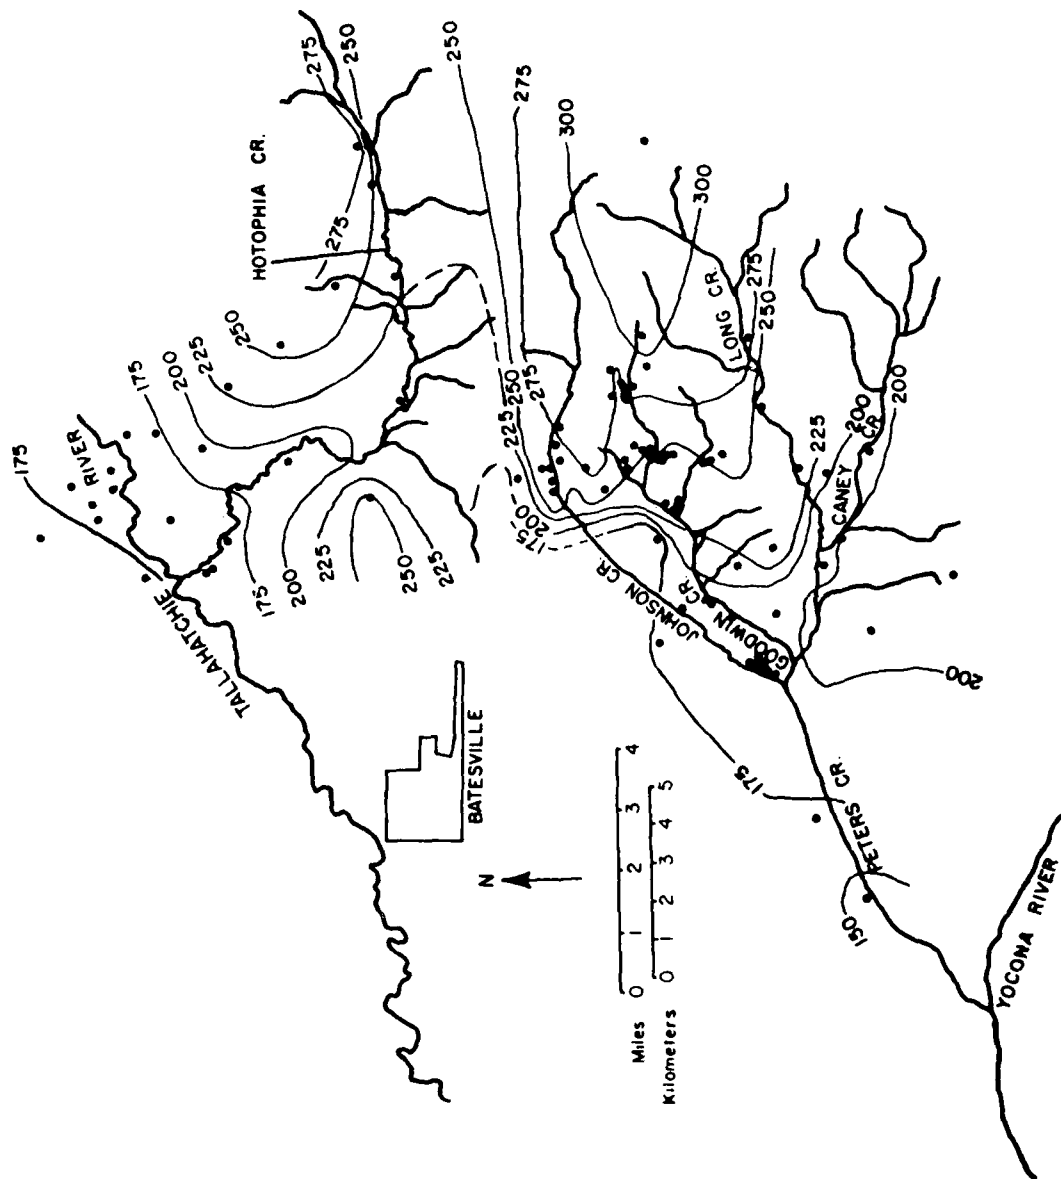 275
250
250
275
300
HOTOPHIA CR.
275
250
225
200
175
175
RIVER
TALLAHATCHIE
175
200
225
250
225
300
225
250
275
200
175
LONG CR.
275
250
225
200
CANEY CR.
200
JOHNSON CR.
GOODWIN CR.
200
175
PETERS CR.
150
YOCONA RIVER
BATESVILLE
N
Miles 0 1 2 3 4
Kilometers 0 1 2 3 4 5